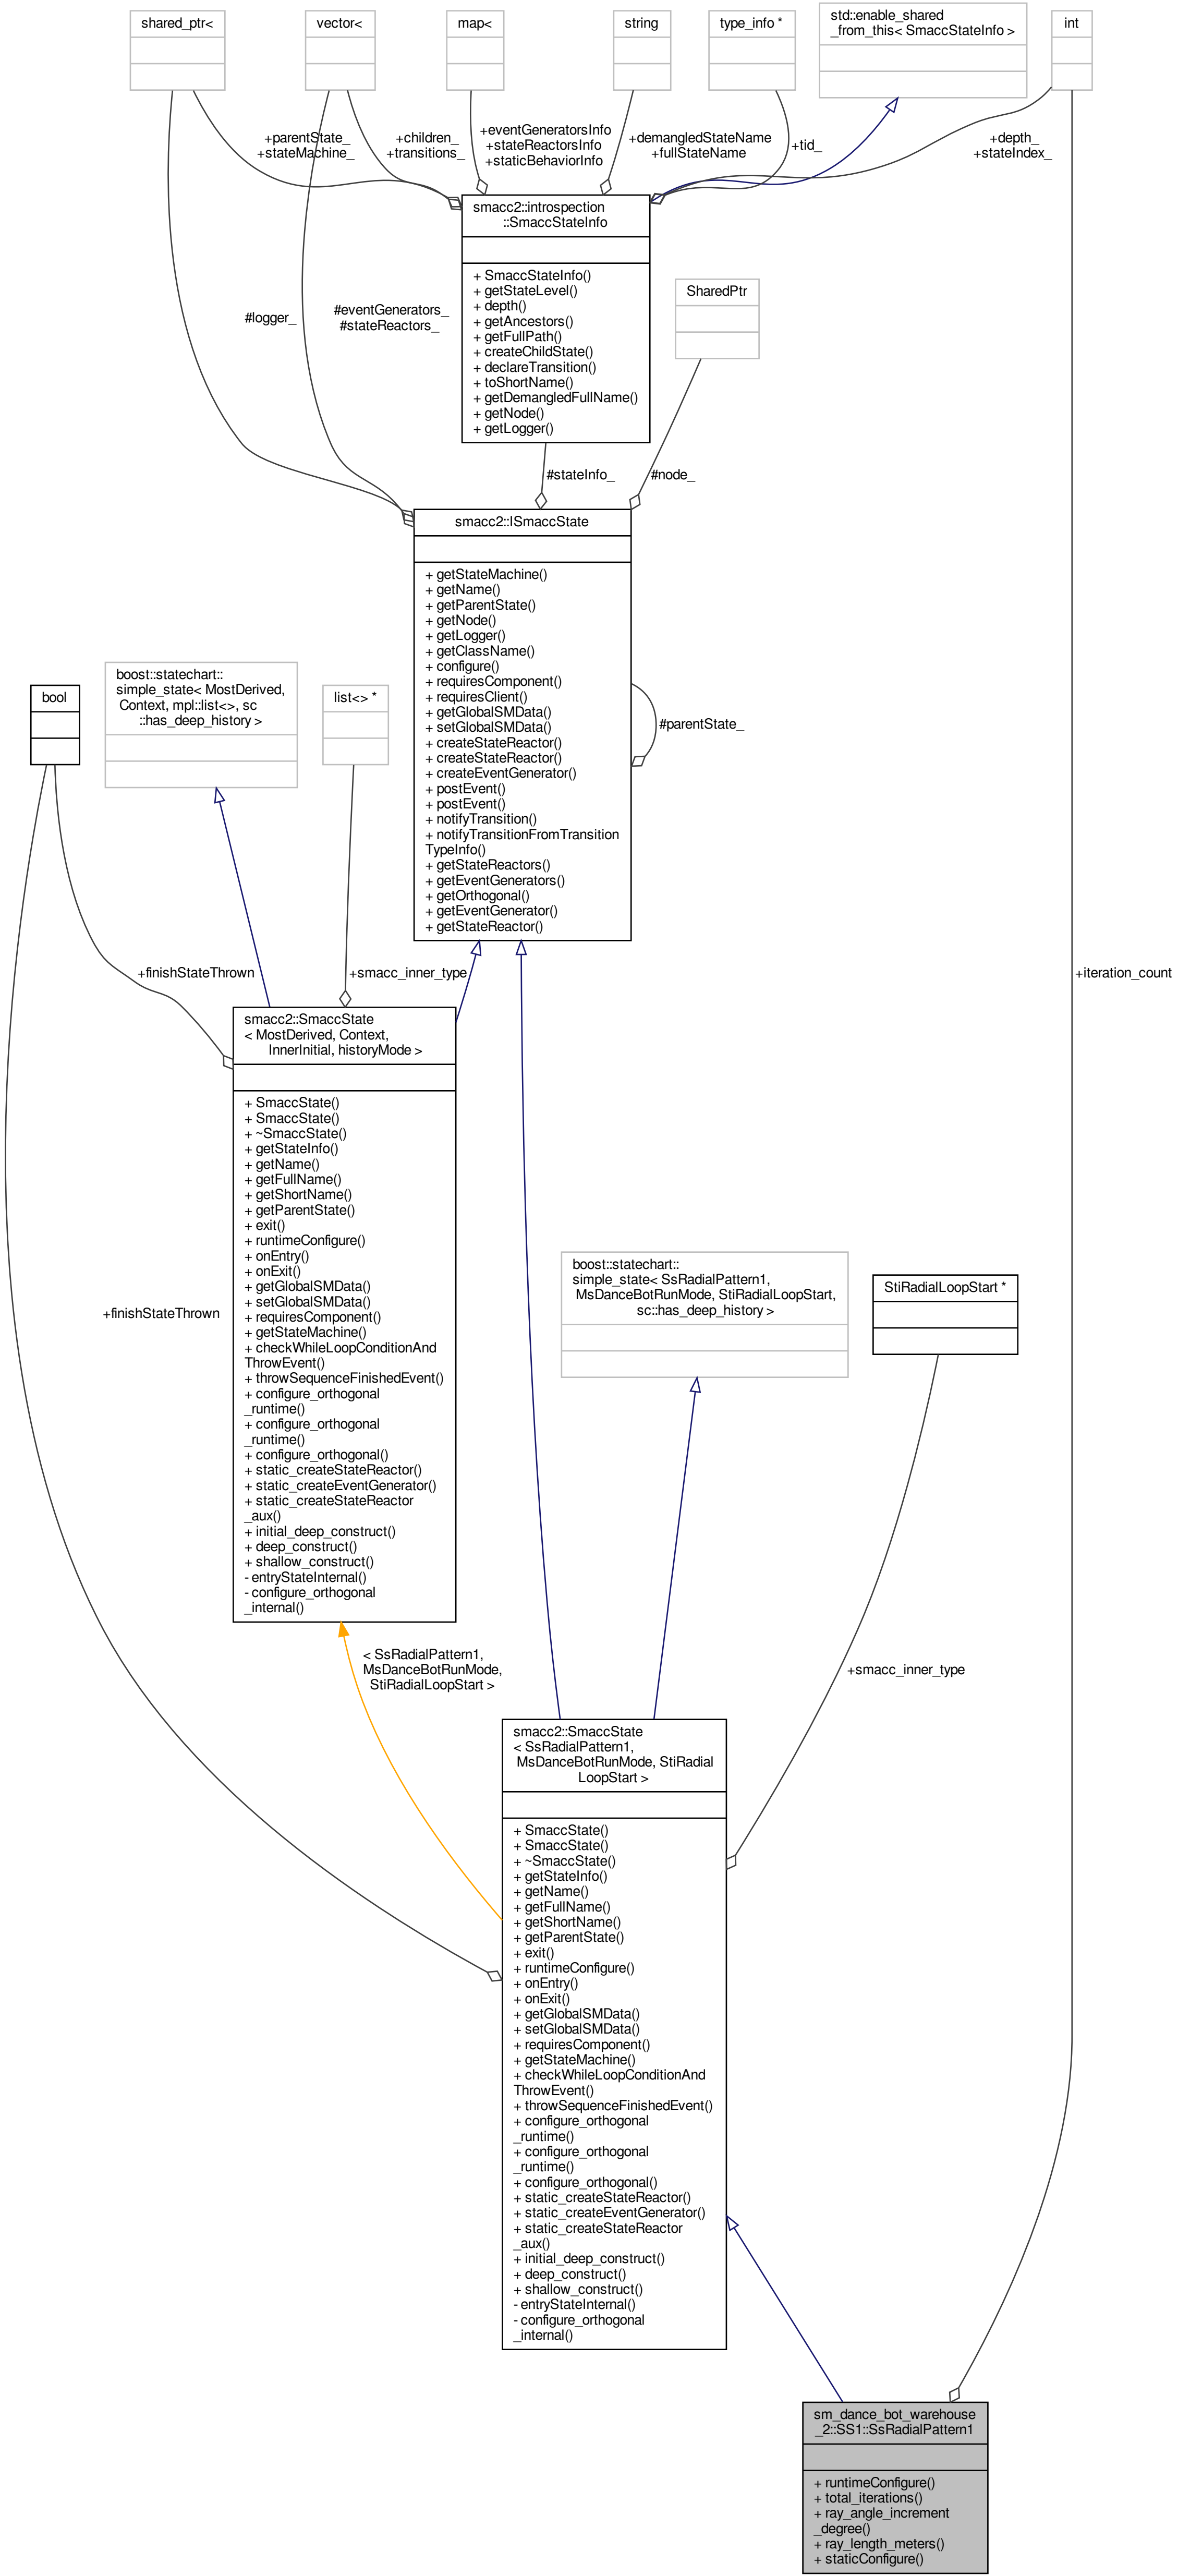 shared_ptr<
vector<
map<
string
type_info *
std::enable_shared
_from_this< SmaccStateInfo >
int
+parentState_
+stateMachine_
+children_
+transitions_
+eventGeneratorsInfo
+stateReactorsInfo
+staticBehaviorInfo
+demangledStateName
+fullStateName
+tid_
+depth_
+stateIndex_
smacc2::introspection
::SmaccStateInfo
+ SmaccStateInfo()
+ getStateLevel()
+ depth()
+ getAncestors()
+ getFullPath()
+ createChildState()
+ declareTransition()
+ toShortName()
+ getDemangledFullName()
+ getNode()
+ getLogger()
SharedPtr
#logger_
#eventGenerators_
#stateReactors_
#stateInfo_
#node_
smacc2::ISmaccState
+ getStateMachine()
+ getName()
+ getParentState()
+ getNode()
+ getLogger()
+ getClassName()
+ configure()
+ requiresComponent()
+ requiresClient()
+ getGlobalSMData()
+ setGlobalSMData()
+ createStateReactor()
+ createStateReactor()
+ createEventGenerator()
+ postEvent()
+ postEvent()
+ notifyTransition()
+ notifyTransitionFromTransition
TypeInfo()
+ getStateReactors()
+ getEventGenerators()
+ getOrthogonal()
+ getEventGenerator()
+ getStateReactor()
#parentState_
bool
boost::statechart::
simple_state< MostDerived,
Context, mpl::list<>, sc
::has_deep_history >
list<> *
+finishStateThrown
+smacc_inner_type
+iteration_count
smacc2::SmaccState
< MostDerived, Context,
InnerInitial, historyMode >
+ SmaccState()
+ SmaccState()
+ ~SmaccState()
+ getStateInfo()
+ getName()
+ getFullName()
+ getShortName()
+ getParentState()
+ exit()
+ runtimeConfigure()
+ onEntry()
+ onExit()
+ getGlobalSMData()
+ setGlobalSMData()
+ requiresComponent()
+ getStateMachine()
+ checkWhileLoopConditionAnd
ThrowEvent()
+ throwSequenceFinishedEvent()
+ configure_orthogonal
_runtime()
+ configure_orthogonal
_runtime()
+ configure_orthogonal()
+ static_createStateReactor()
+ static_createEventGenerator()
+ static_createStateReactor
_aux()
+ initial_deep_construct()
+ deep_construct()
+ shallow_construct()
- entryStateInternal()
- configure_orthogonal
_internal()
+finishStateThrown
boost::statechart::
simple_state< SsRadialPattern1,
MsDanceBotRunMode, StiRadialLoopStart,
sc::has_deep_history >
StiRadialLoopStart *
< SsRadialPattern1,
MsDanceBotRunMode,
StiRadialLoopStart >
+smacc_inner_type
smacc2::SmaccState
< SsRadialPattern1,
MsDanceBotRunMode, StiRadial
LoopStart >
+ SmaccState()
+ SmaccState()
+ ~SmaccState()
+ getStateInfo()
+ getName()
+ getFullName()
+ getShortName()
+ getParentState()
+ exit()
+ runtimeConfigure()
+ onEntry()
+ onExit()
+ getGlobalSMData()
+ setGlobalSMData()
+ requiresComponent()
+ getStateMachine()
+ checkWhileLoopConditionAnd
ThrowEvent()
+ throwSequenceFinishedEvent()
+ configure_orthogonal
_runtime()
+ configure_orthogonal
_runtime()
+ configure_orthogonal()
+ static_createStateReactor()
+ static_createEventGenerator()
+ static_createStateReactor
_aux()
+ initial_deep_construct()
+ deep_construct()
+ shallow_construct()
- entryStateInternal()
- configure_orthogonal
_internal()
sm_dance_bot_warehouse
_2::SS1::SsRadialPattern1
+ runtimeConfigure()
+ total_iterations()
+ ray_angle_increment
_degree()
+ ray_length_meters()
+ staticConfigure()